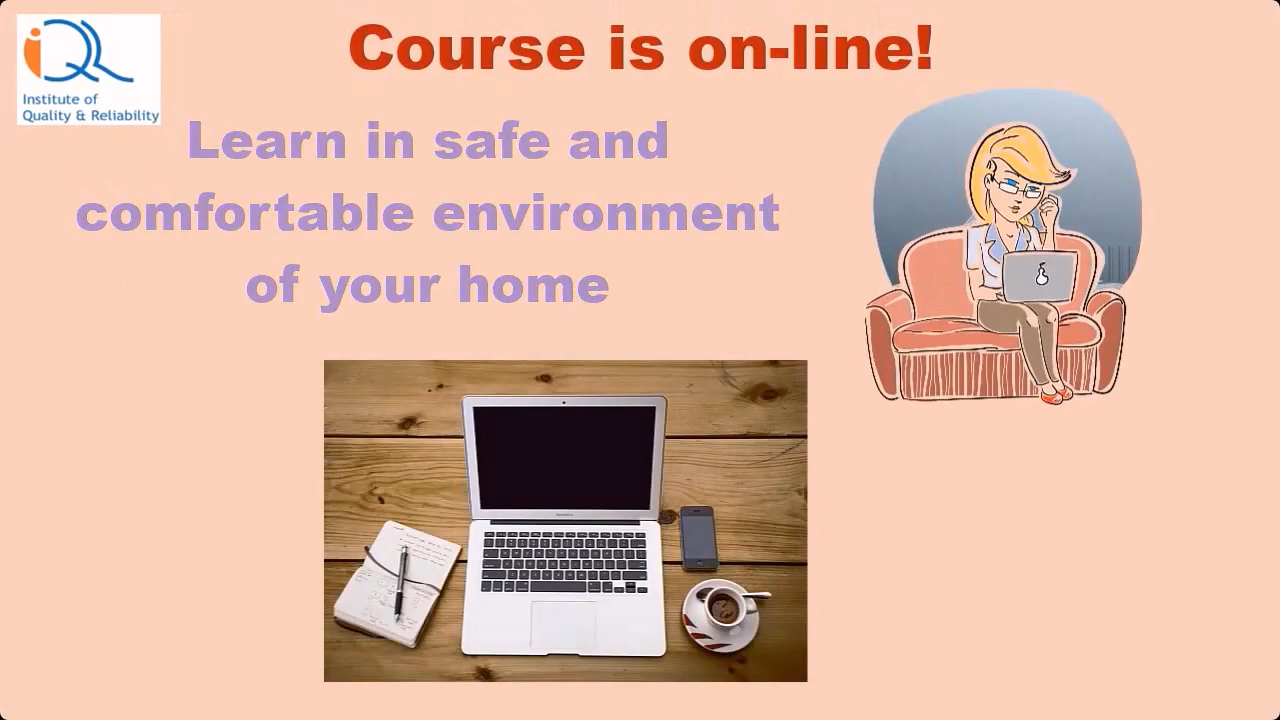 Institute of
Quality & Reliability
Course is on-line!
Learn in safe and
comfortable environment
of your home